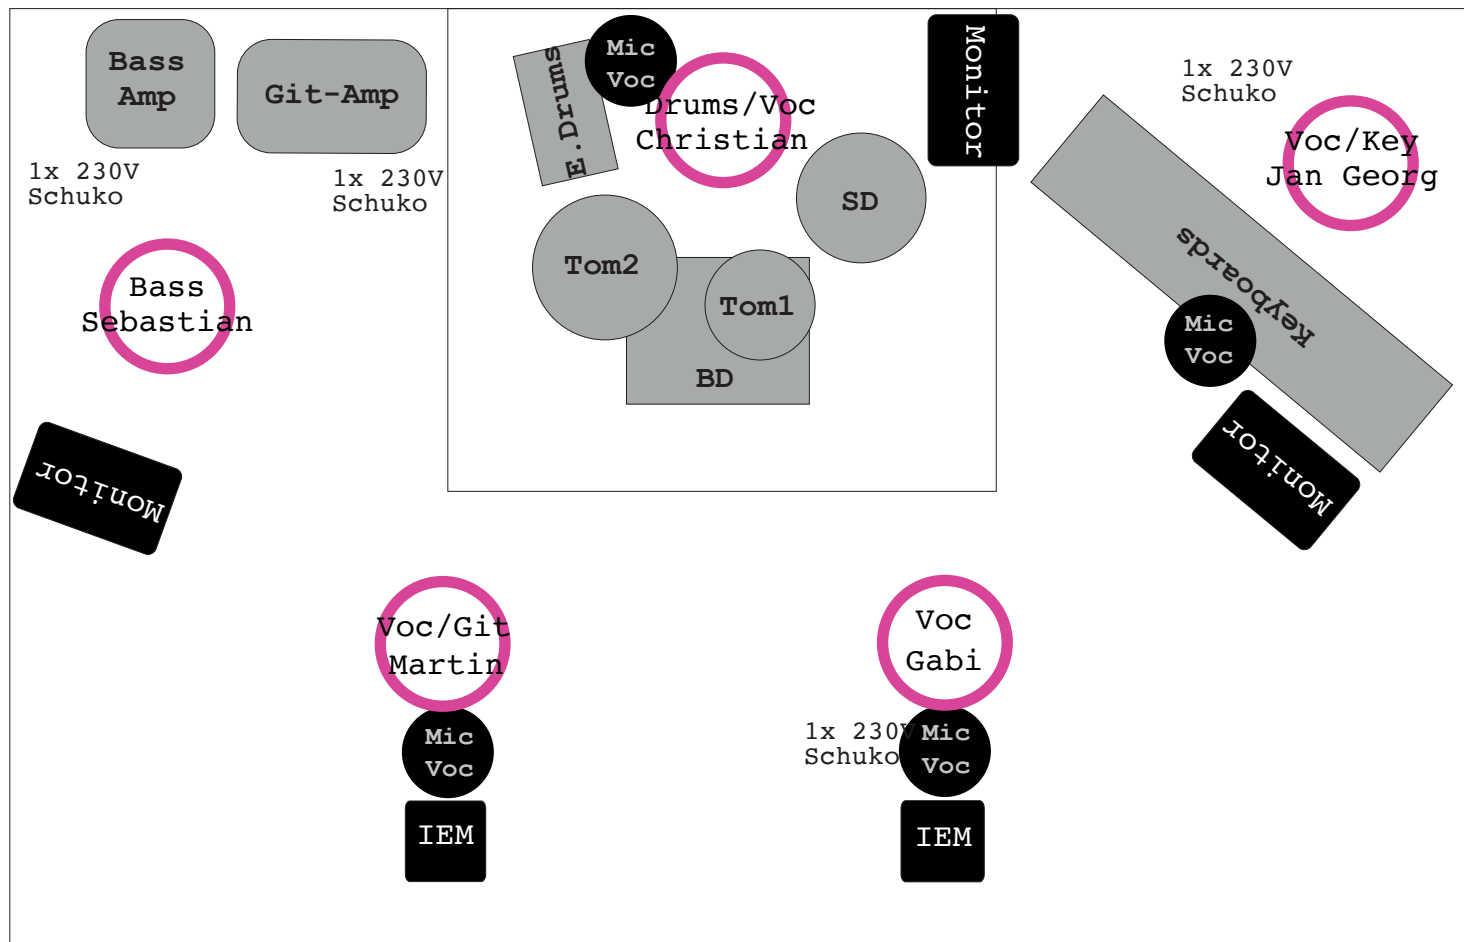 Bass
Amp
Git-Amp
1x 230V
Schuko
1x 230V
Schuko
Bass
Sebastian
Monitor
E.Drums
Mic
Voc
Drums/Voc
Christian
Monitor
SD
Tom2
Tom1
BD
1x 230V
Schuko
Voc/Key
Jan Georg
Keyboards
Mic
Voc
Monitor
Voc/Git
Martin
Mic
Voc
IEM
Voc
Gabi
1x 230V
Schuko
Mic
Voc
IEM